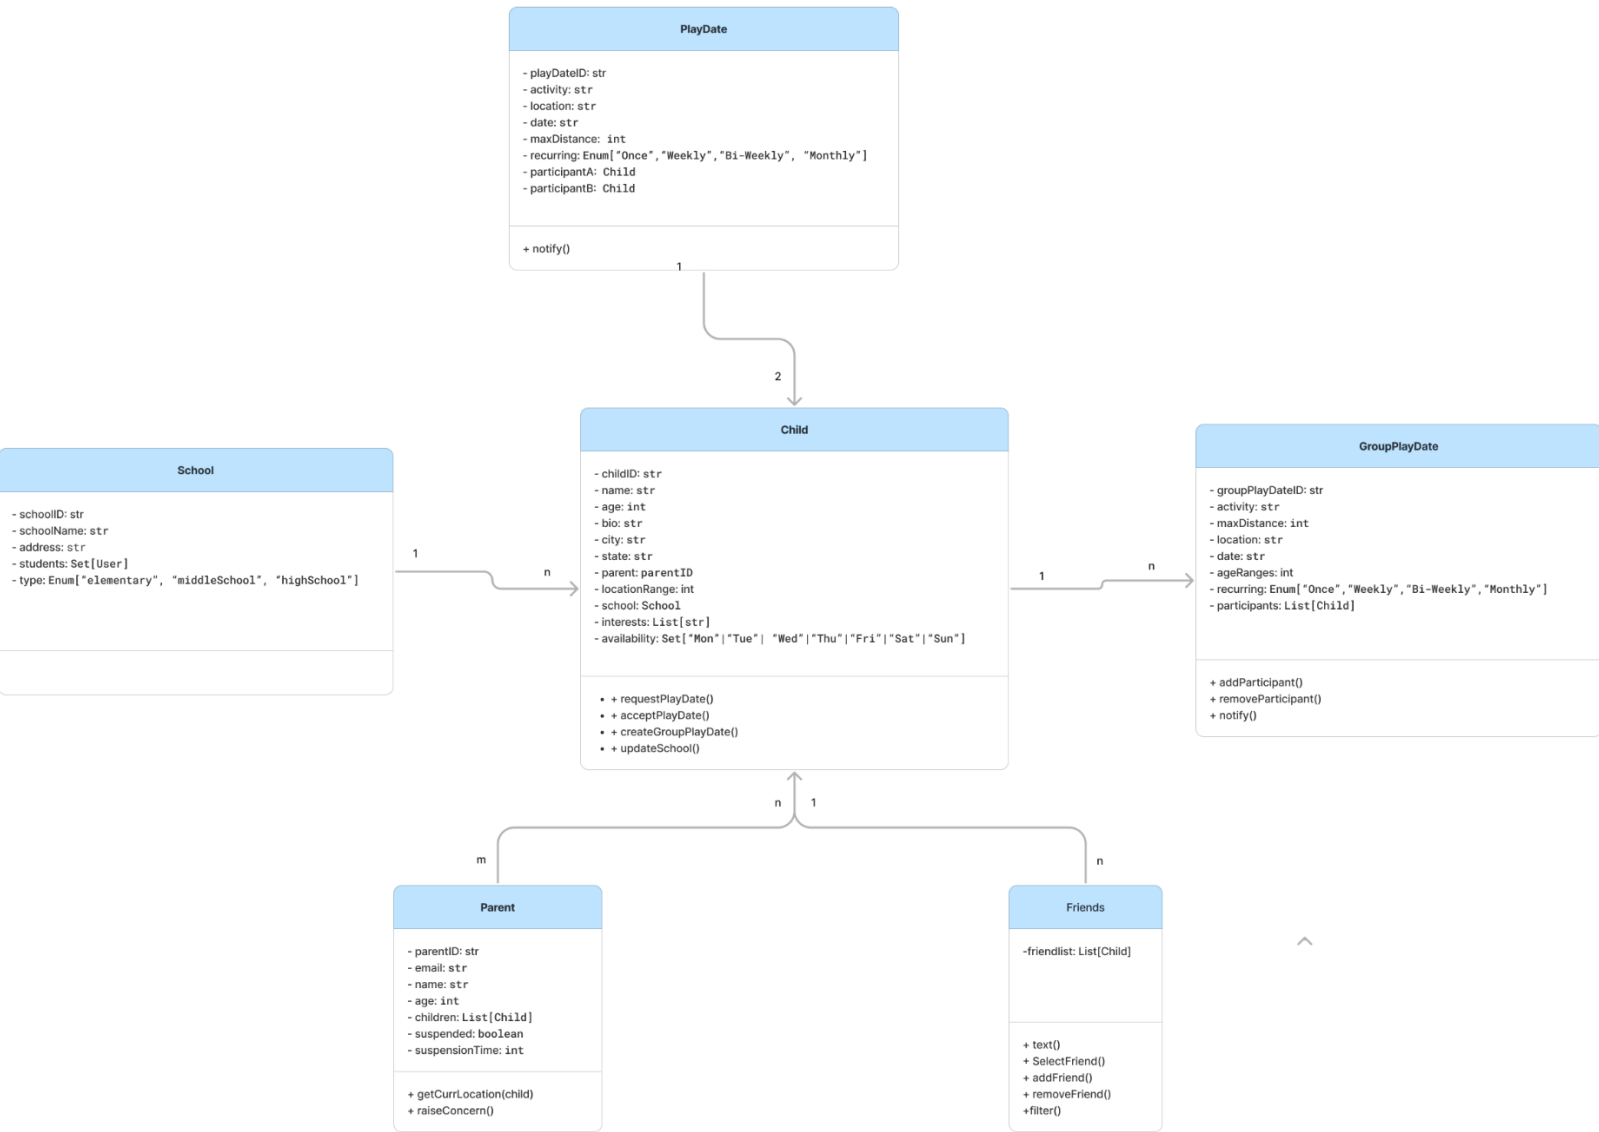 PlayDate
- playDateID: str
- activity: str
- location: str
- date: str
- maxDistance: int
- recurring: Enum["Once","Weekly","Bi-Weekly", "Monthly"]
- participantA: Child
- participantB: Child
+ notify()
1
2
Child
- childID: str
- name: str
- age: int
- bio: str
- city: str
- state: str
- parent: parentID
- locationRange: int
- school: School
- interests: List[str]
- availability: Set["Mon"|"Tue"| "Wed"|"Thu"|"Fri"|"Sat"|"Sun"]
• + requestPlayDate()
• + acceptPlayDate()
• + createGroupPlayDate()
• + updateSchool()
School
- schoolID: str
- schoolName: str
- address: str
- students: Set[User]
- type: Enum["elementary", "middleSchool", "highSchool"]
1
n
1
n
GroupPlayDate
- groupPlayDateID: str
- activity: str
- maxDistance: int
- location: str
- date: str
- ageRanges: int
- recurring: Enum["Once","Weekly","Bi-Weekly","Monthly"]
- participants: List[Child]
+ addParticipant()
+ removeParticipant()
+ notify()
n
1
m
n
Parent
- parentID: str
- email: str
- name: str
- age: int
- children: List[Child]
- suspended: boolean
- suspensionTime: int
+ getCurrLocation(child)
+ raiseConcern()
Friends
-friendlist: List[Child]
+ text()
+ SelectFriend()
+ addFriend()
+ removeFriend()
+filter()